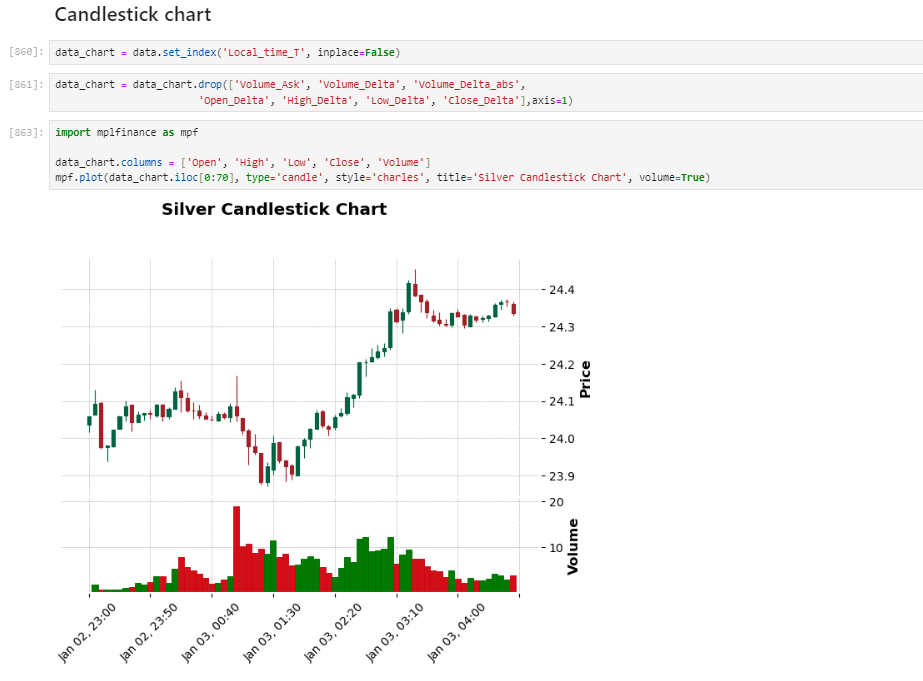 Candlestick chart
[860]: data_chart = data.set_index('Local_time_T', inplace=False)
[861]: data_chart = data_chart.drop(['Volume_Ask', 'Volume_Delta', 'Volume_Delta_abs',
'Open_Delta', 'High_Delta', 'Low_Delta', 'Close_Delta'],axis=1)
[863]: import mplfinance as mpf
data_chart.columns = ['Open', 'High', 'Low', 'Close', 'Volume']
mpf.plot(data_chart.iloc[0:70], type='candle', style='charles', title='Silver Candlestick Chart', volume=True)
Silver Candlestick Chart
24.4
24.3
24.2
24.1
24.0
23.9
Price
20
10
Volume
Jan 02, 23:00
Jan 02, 23:50
Jan 03, 00:40
Jan 03, 01:30
Jan 03, 02:20
Jan 03, 03:10
Jan 03, 04:00